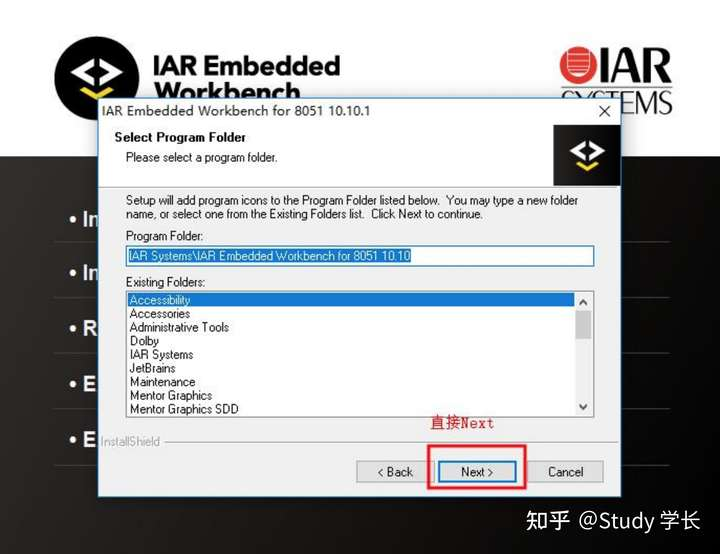 IAR Embedded
Workbench
IAR
SYSTEMS
IAR Embedded Workbench for 8051 10.10.1
Select Program Folder
Please select a program folder.
Setup will add program icons to the Program Folder listed below. You may type a new folder
name, or select one from the Existing Folders list. Click Next to continue.
Program Folder:
IAR Systems\IAR Embedded Workbench for 8051 10.10
Existing Folders:
Accessibility
Accessories
Administrative Tools
Dolby
IAR Systems
JetBrains
Maintenance
Mentor Graphics
Mentor Graphics SDD
• In
• In
• R
• E
• E
直接Next
InstallShield
< Back
Next >
Cancel
知乎 @Study 学长